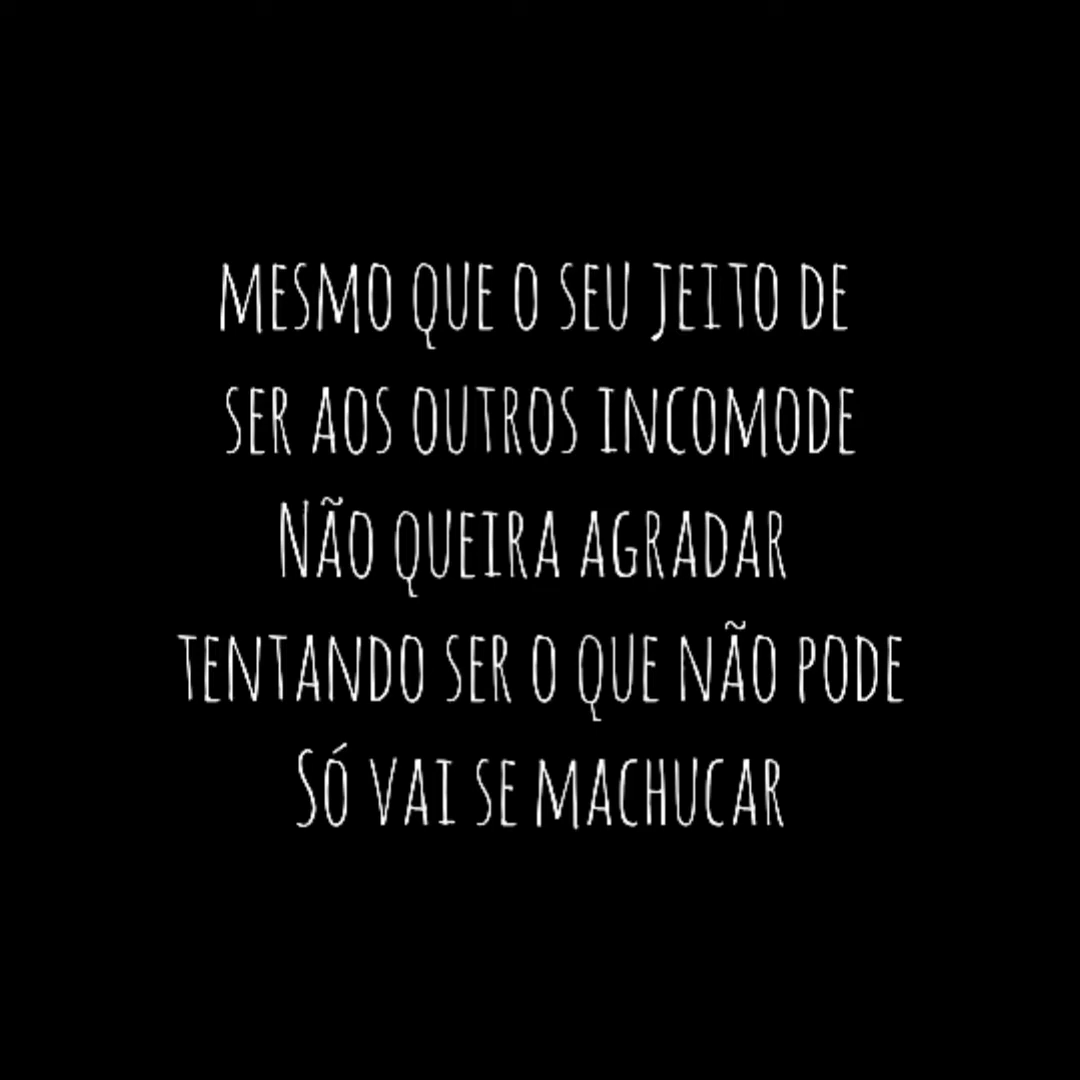 MESMO QUE O SEU JEITO DE
SER AOS OUTROS INCOMODE
NÃO QUEIRA AGRADAR
TENTANDO SER O QUE NÃO PODE
SÓ VAI SE MACHUCAR